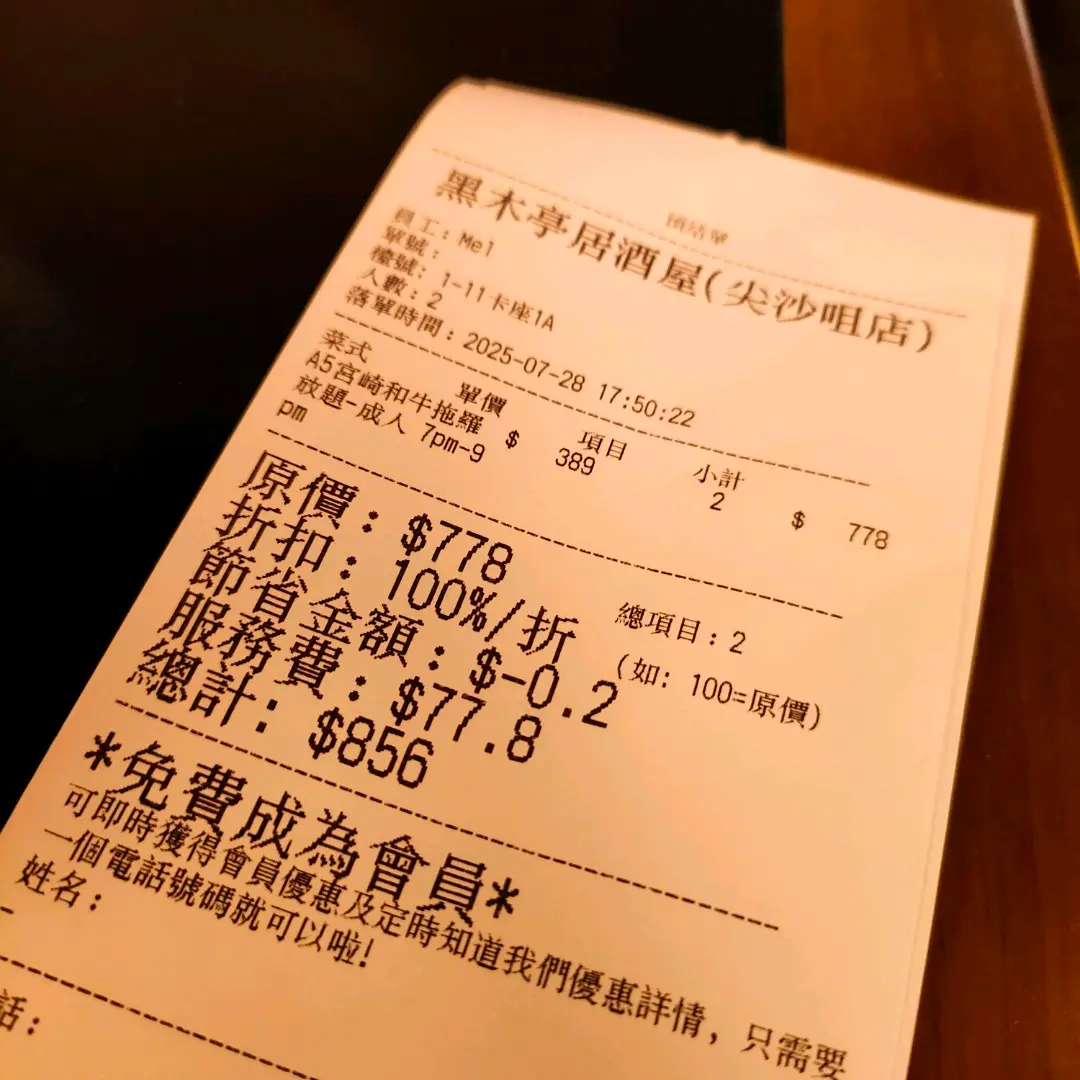 預結單
黑木亭居酒屋(尖沙咀店)
員工: Mel
單號:
檯號: 1-11卡座1A
人數: 2
落單時間: 2025-07-28 17:50:22
菜式 單價 項目 小計
A5宮崎和牛拖羅 $ 389 2 $ 778
放題-成人 7pm-9
pm
原價: $778
總項目: 2
折扣: 100%/折 (如: 100=原價)
節省金額: $-0.2
服務費: $77.8
總計: $856
*免費成為會員*
可即時獲得會員優惠及定時知道我們優惠詳情, 只需要
一個電話號碼就可以啦!
姓名:
話: